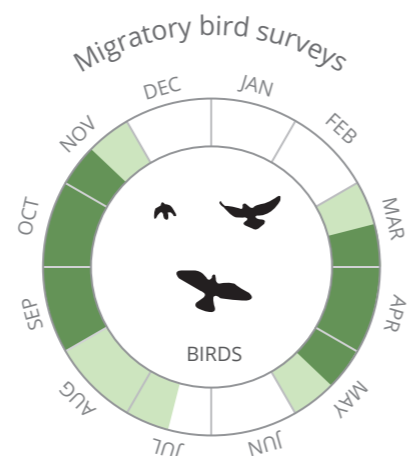 Migratory bird surveys
JAN
FEB
MAR
APR
MAY
JUN
JUL
AUG
SEP
OCT
NOV
DEC
BIRDS